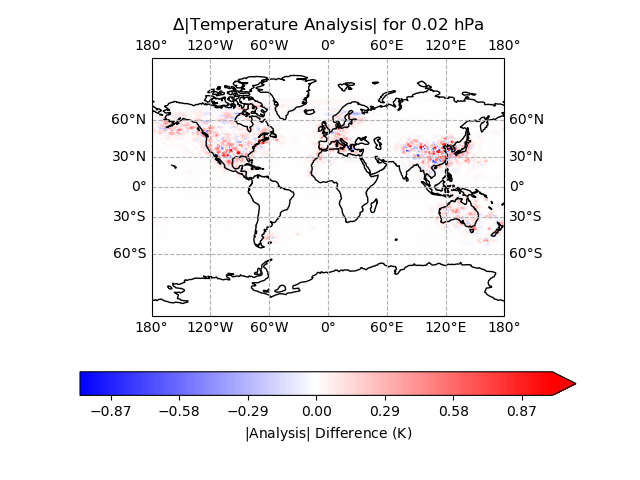 Δ|Temperature Analysis| for 0.02 hPa
180° 120°W 60°W 0° 60°E 120°E 180°
60°N 60°N
30°N 30°N
0° 0°
30°S 30°S
60°S 60°S
180° 120°W 60°W 0° 60°E 120°E 180°
−0.87 −0.58 −0.29 0.00 0.29 0.58 0.87
|Analysis| Difference (K)